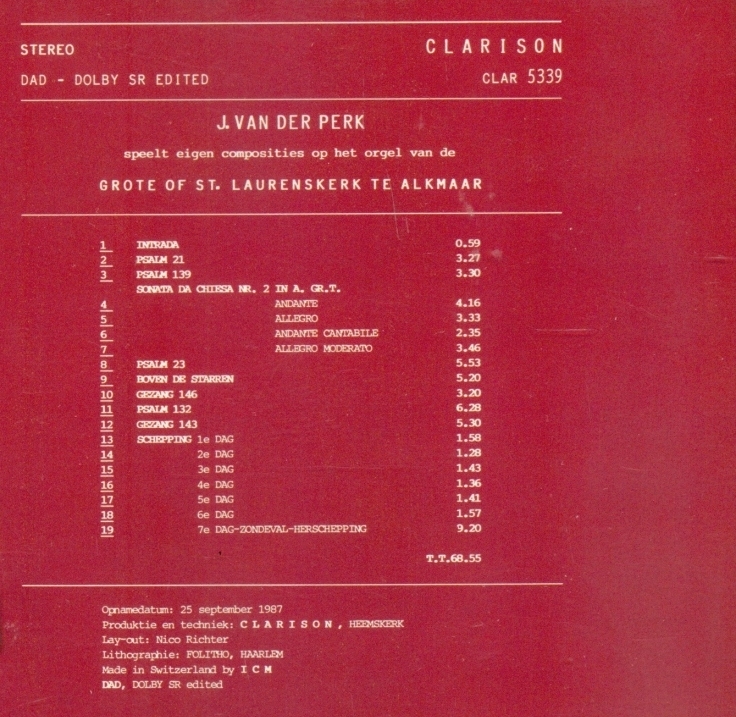 STEREO CLARISON
DAD - DOLBY SR EDITED CLAR 5339
J. VAN DER PERK
speelt eigen composities op het orgel van de
GROTE OF ST. LAURENSKERK TE ALKMAAR
1 INTRADA 0.59
2 PSALM 21 3.27
3 PSALM 139 3.30
SONATA DA CHIESA NR. 2 IN A. GR.T.
4 ANDANTE 4.16
5 ALLEGRO 3.33
6 ANDANTE CANTABILE 2.35
7 ALLEGRO MODERATO 3.46
8 PSALM 23 5.53
9 BOVEN DE STARREN 5.20
10 GEZANG 146 3.20
11 PSALM 132 6.28
12 GEZANG 143 5.30
13 SCHEPPING 1e DAG 1.58
14 2e DAG 1.28
15 3e DAG 1.43
16 4e DAG 1.36
17 5e DAG 1.41
18 6e DAG 1.57
19 7e DAG-ZONDEVAL-HERSCHEPPING 9.20
T.T.68.55
Opnamedatum: 25 september 1987
Produktie en techniek: CLARISON, HEEMSKERK
Lay-out: Nico Richter
Lithographie: FOLITHO, HAARLEM
Made in Switzerland by ICM
DAD, DOLBY SR edited